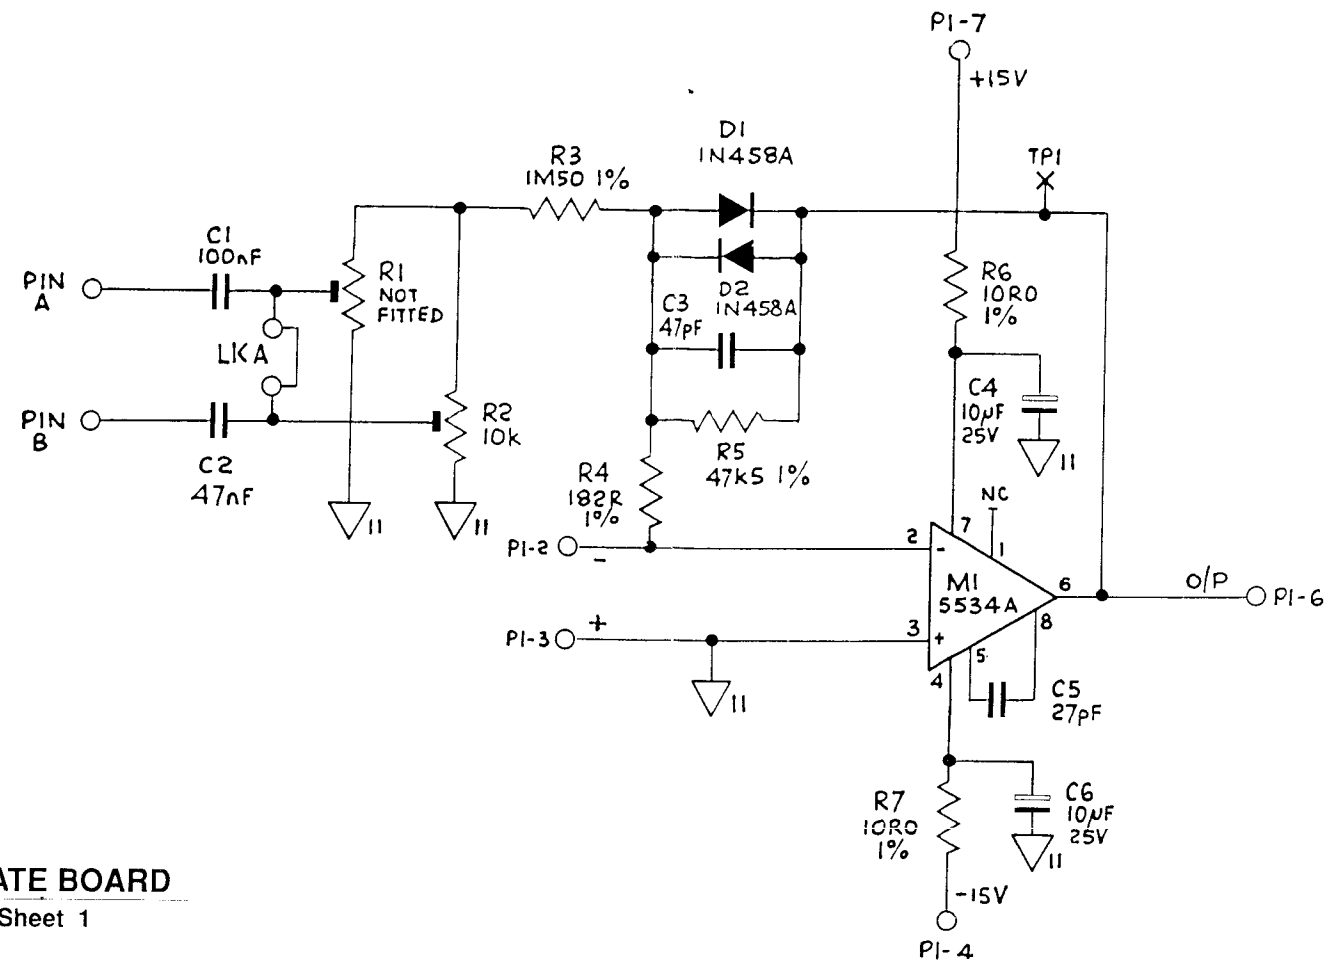 P1-7
+15V
D1
1N458A
TP1
R3
1M50 1%
C1
100nF
PIN
A
R1
NOT
FITTED
R6
10R0
1%
D2
1N458A
C3
47pF
LKA
C4
10µF
25V
11
PIN
B
R2
10k
C2
47nF
R5
47k5 1%
R4
182R
1%
NC
11
11
7
1
P1-2
-
2
-
M1
5534A
6
O/P
P1-6
P1-3
+
3
+
8
5
4
11
C5
27pF
R7
10R0
1%
C6
10µF
25V
11
-15V
P1-4
ATE BOARD
Sheet 1